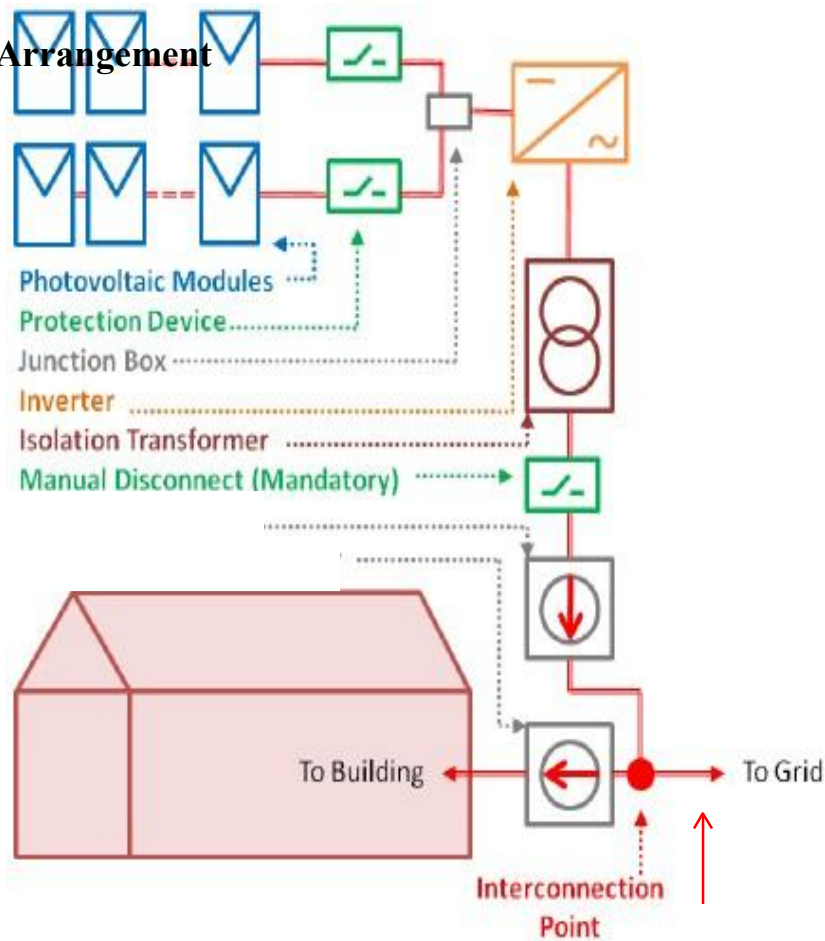 Arrangement
Photovoltaic Modules
Protection Device
Junction Box
Inverter
Isolation Transformer
Manual Disconnect (Mandatory)
To Building
To Grid
Interconnection
Point